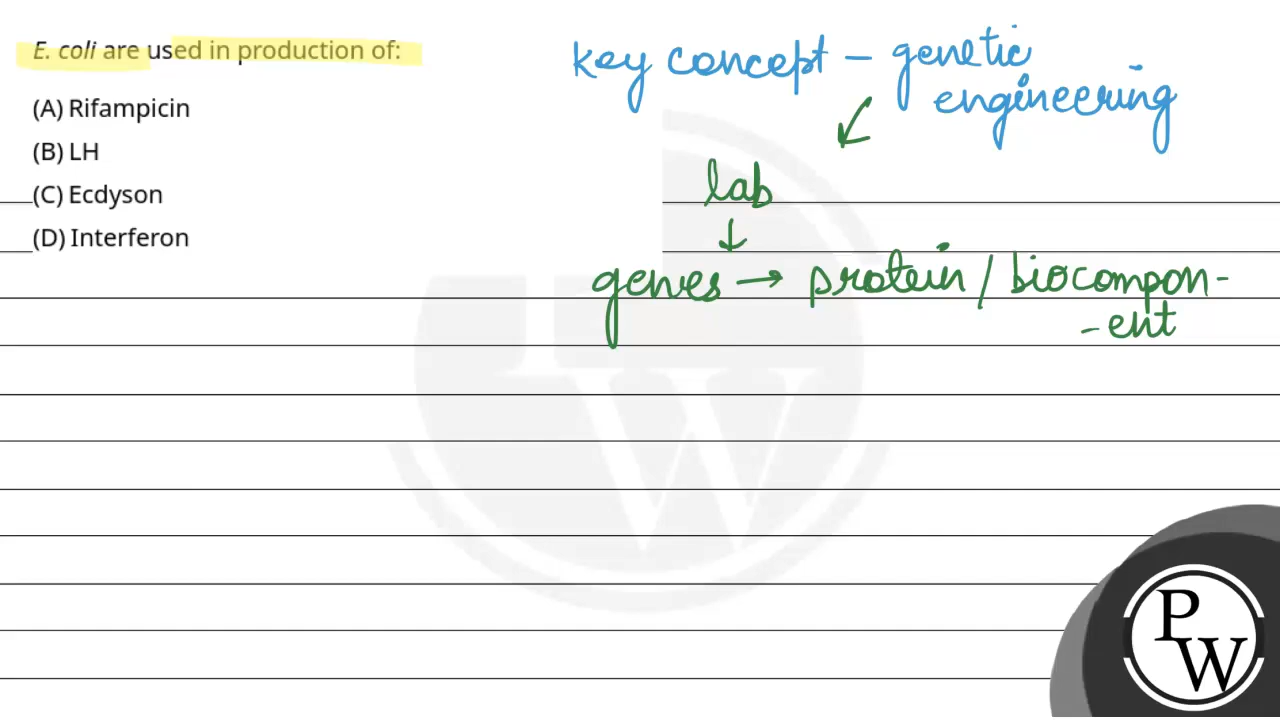 E. coli are used in production of:
(A) Rifampicin
(B) LH
(C) Ecdyson
(D) Interferon
key concept – genetic
engineering
lab
genes → protein / biocompon-
-ent
W
P
W